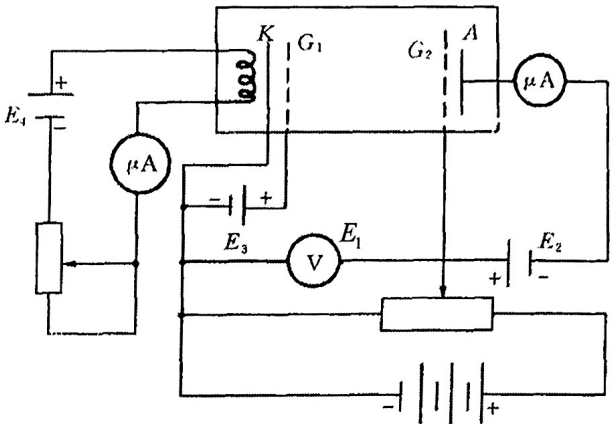 K G₁ G₂ A
μA
+
E₄
-
μA
- +
E₃ E₁ E₂
V
+ -
- +